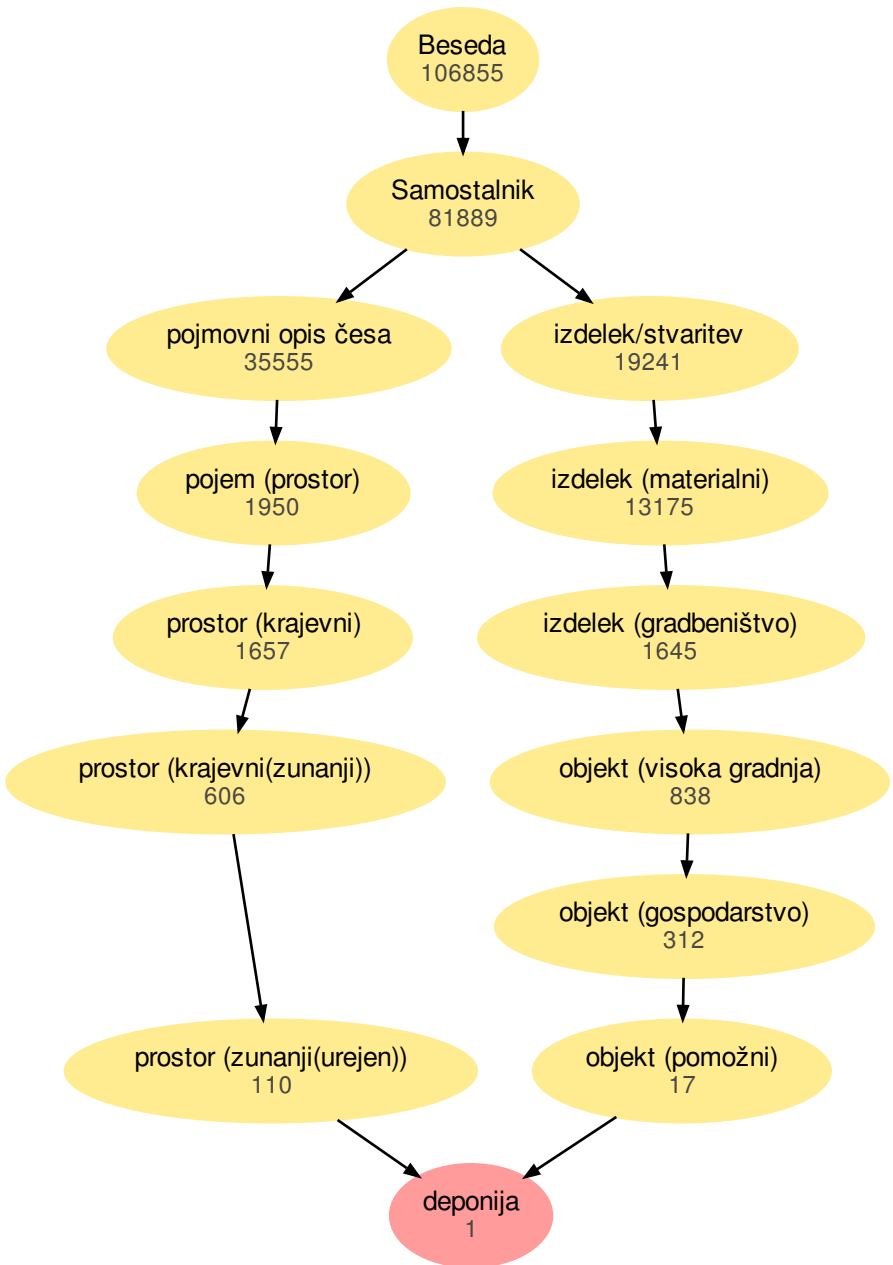 Beseda
106855
Samostalnik
81889
pojmovni opis česa
35555
izdelek/stvaritev
19241
pojem (prostor)
1950
izdelek (materialni)
13175
prostor (krajevni)
1657
izdelek (gradbeništvo)
1645
prostor (krajevni(zunanji))
606
objekt (visoka gradnja)
838
objekt (gospodarstvo)
312
prostor (zunanji(urejen))
110
objekt (pomožni)
17
deponija
1